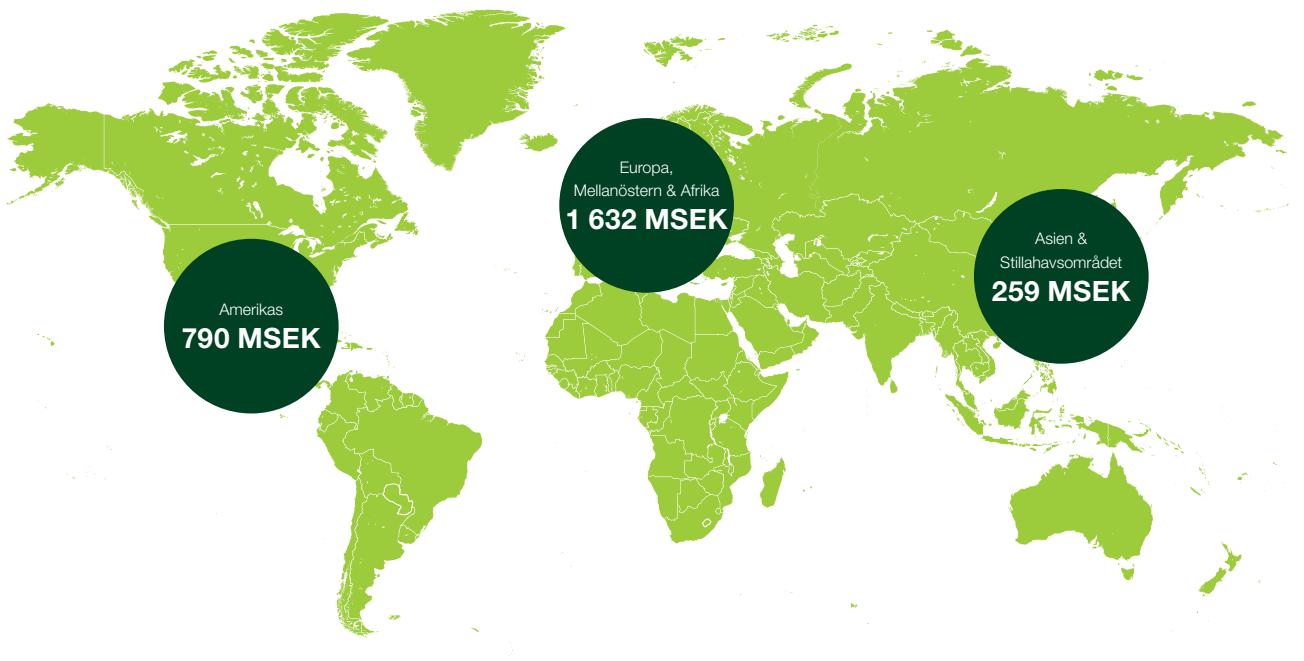 Europa,
Mellanöstern & Afrika
1 632 MSEK
Asien &
Stillahavsområdet
259 MSEK
Amerikas
790 MSEK